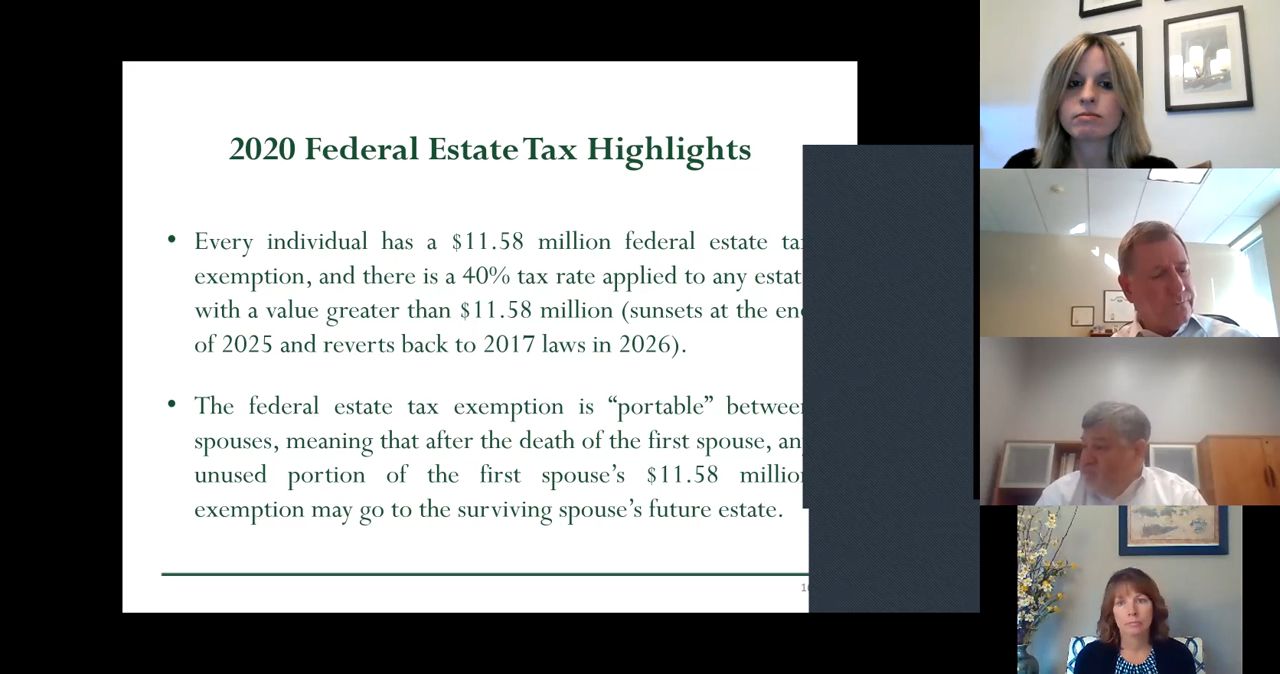 2020 Federal Estate Tax Highlights
• Every individual has a $11.58 million federal estate
exemption, and there is a 40% tax rate applied to any
with a value greater than $11.58 million (sunsets at the
of 2025 and reverts back to 2017 laws in 2026).
• The federal estate tax exemption is “portable” between
spouses, meaning that after the death of the first spouse,
unused portion of the first spouse’s $11.58 million
exemption may go to the surviving spouse’s future estate.